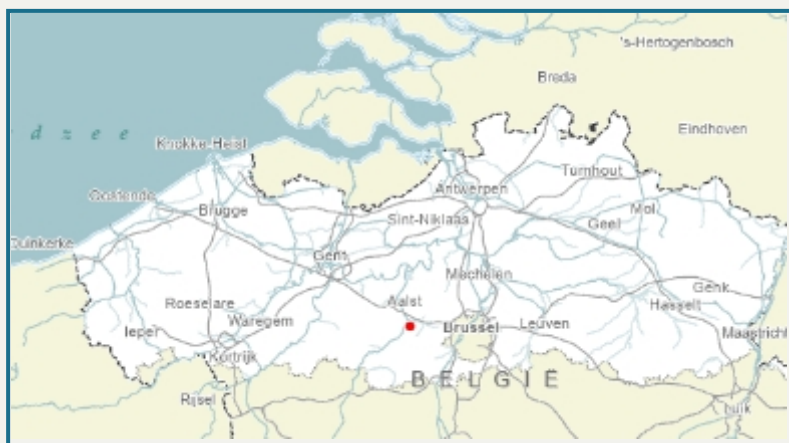 's-Hertogenbosch
Breda
Eindhoven
d z e e
Knokke-Heist
Turnhout
Antwerpen
Oostende
Brugge
Sint-Niklaas
Mol
Geel
Duinkerke
Gent
Mechelen
Genk
Roeselare
Aalst
Hasselt
Ieper
Waregem
Brussel
Leuven
Maastricht
Kortrijk
BELGIË
Rijsel
Luik